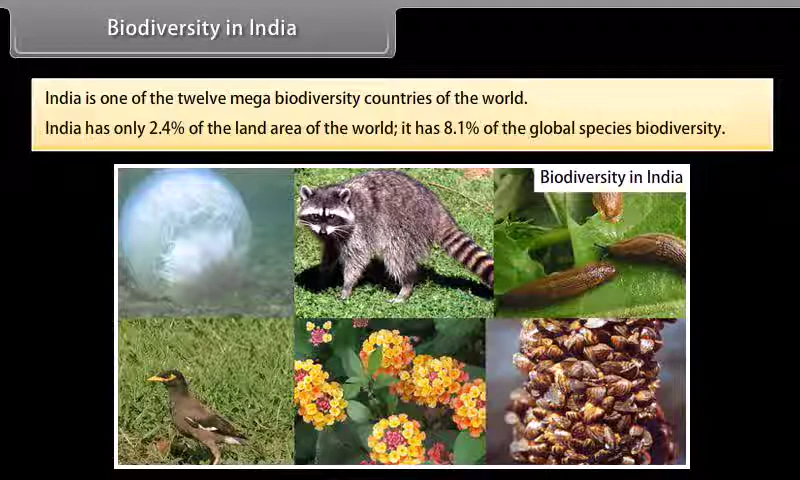 Biodiversity in India
India is one of the twelve mega biodiversity countries of the world.
India has only 2.4% of the land area of the world; it has 8.1% of the global species biodiversity.
Biodiversity in India